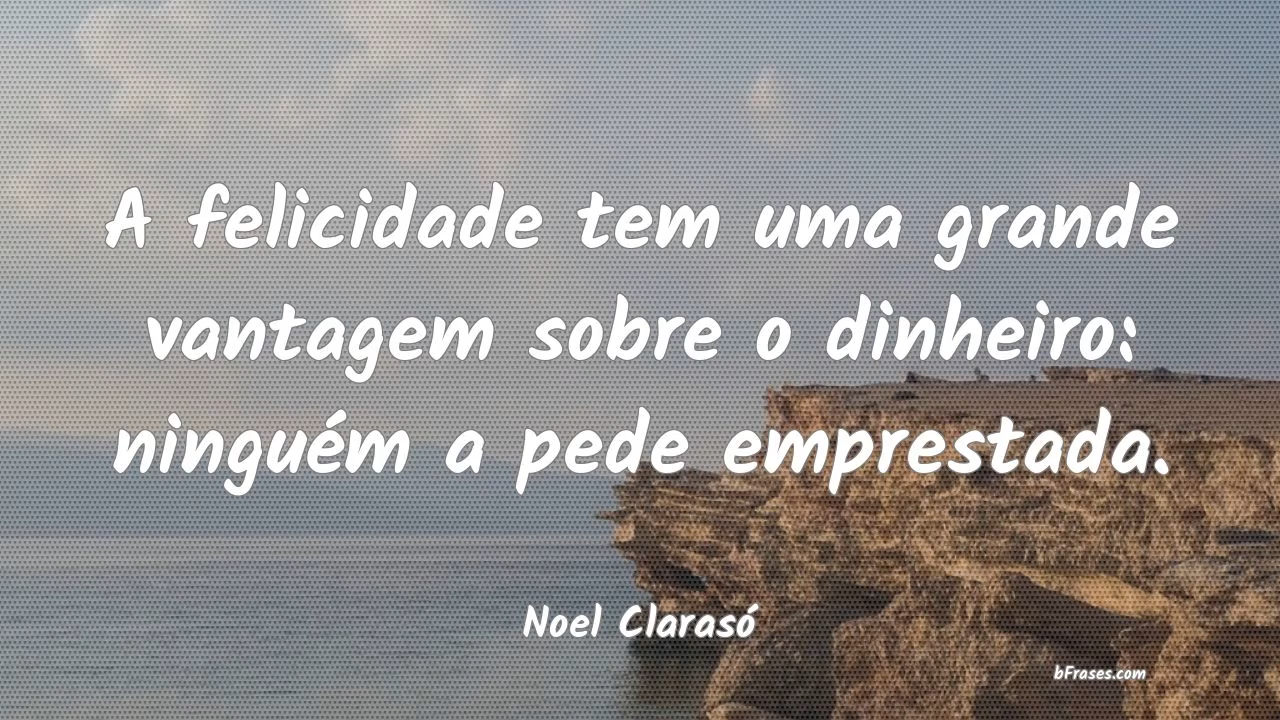 A felicidade tem uma grande
vantagem sobre o dinheiro:
ninguém a pede emprestada.
Noel Clarasó
bFrases.com